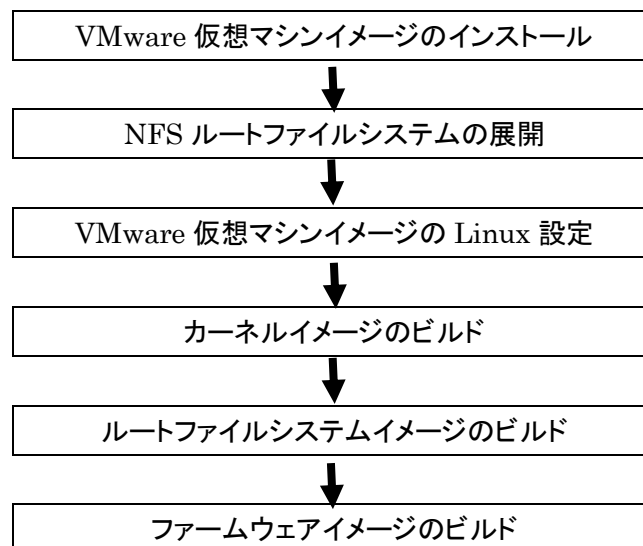 VMware 仮想マシンイメージのインストール
NFS ルートファイルシステムの展開
VMware 仮想マシンイメージの Linux 設定
カーネルイメージのビルド
ルートファイルシステムイメージのビルド
ファームウェアイメージのビルド